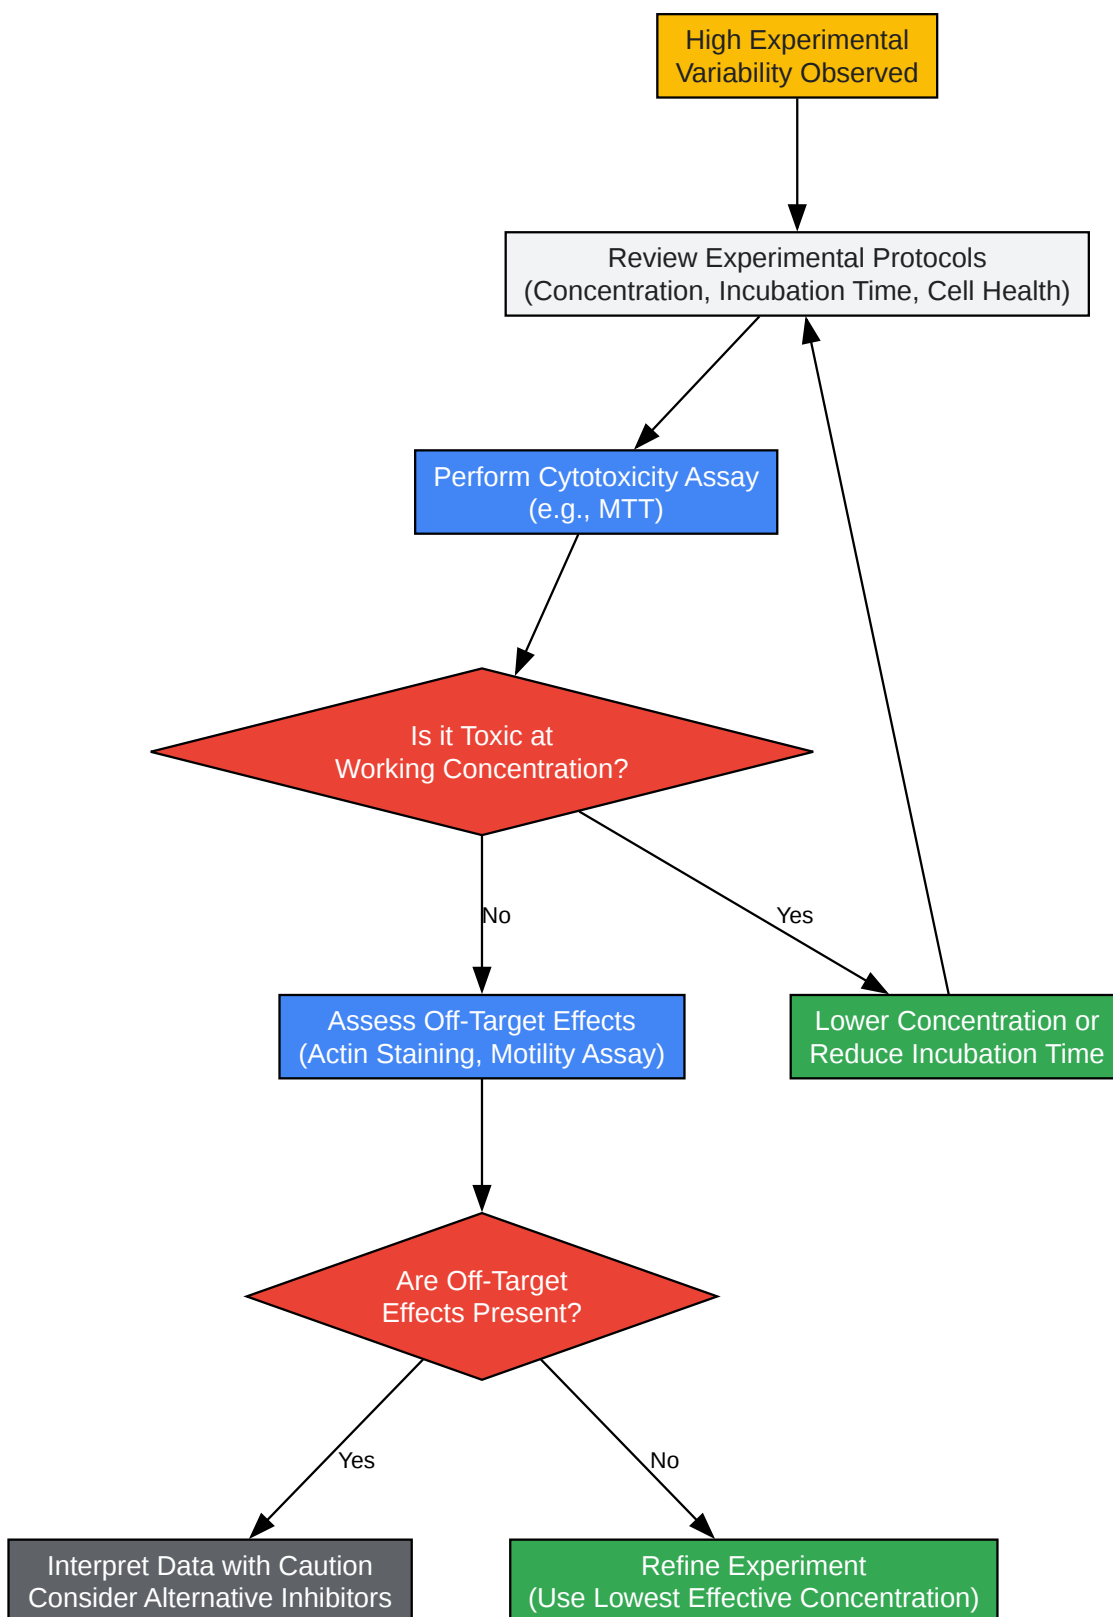 High Experimental
Variability Observed
Review Experimental Protocols
(Concentration, Incubation Time, Cell Health)
Perform Cytotoxicity Assay
(e.g., MTT)
Is it Toxic at
Working Concentration?
No
Yes
Assess Off-Target Effects
(Actin Staining, Motility Assay)
Lower Concentration or
Reduce Incubation Time
Are Off-Target
Effects Present?
Yes
No
Interpret Data with Caution
Consider Alternative Inhibitors
Refine Experiment
(Use Lowest Effective Concentration)